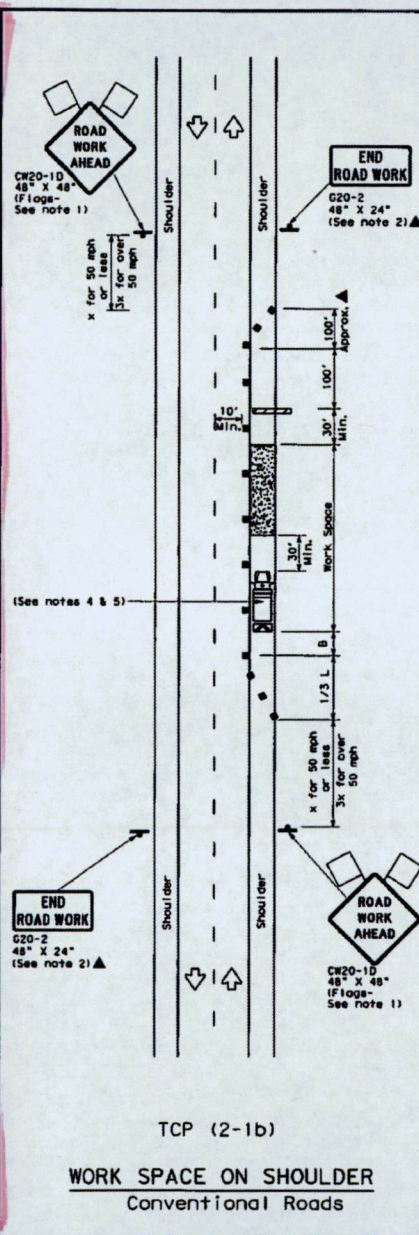 ROAD
WORK
AHEAD
CW20-1D
48" X 48"
(Flags-
See note 1)
x for 50 mph
or less
3x for over
50 mph
Shoulder
Shoulder
END
ROAD WORK
G20-2
48" X 24"
(See note 2)▲
100'
Approx.▲
100'
10'
Min.
30'
Min.
Work Space
30'
Min.
(See notes 4 & 5)
B
1/3 L
x for 50 mph
or less
3x for over
50 mph
END
ROAD WORK
G20-2
48" X 24"
(See note 2)▲
Shoulder
Shoulder
ROAD
WORK
AHEAD
CW20-1D
48" X 48"
(Flags-
See note 1)
TCP (2-1b)
WORK SPACE ON SHOULDER
Conventional Roads